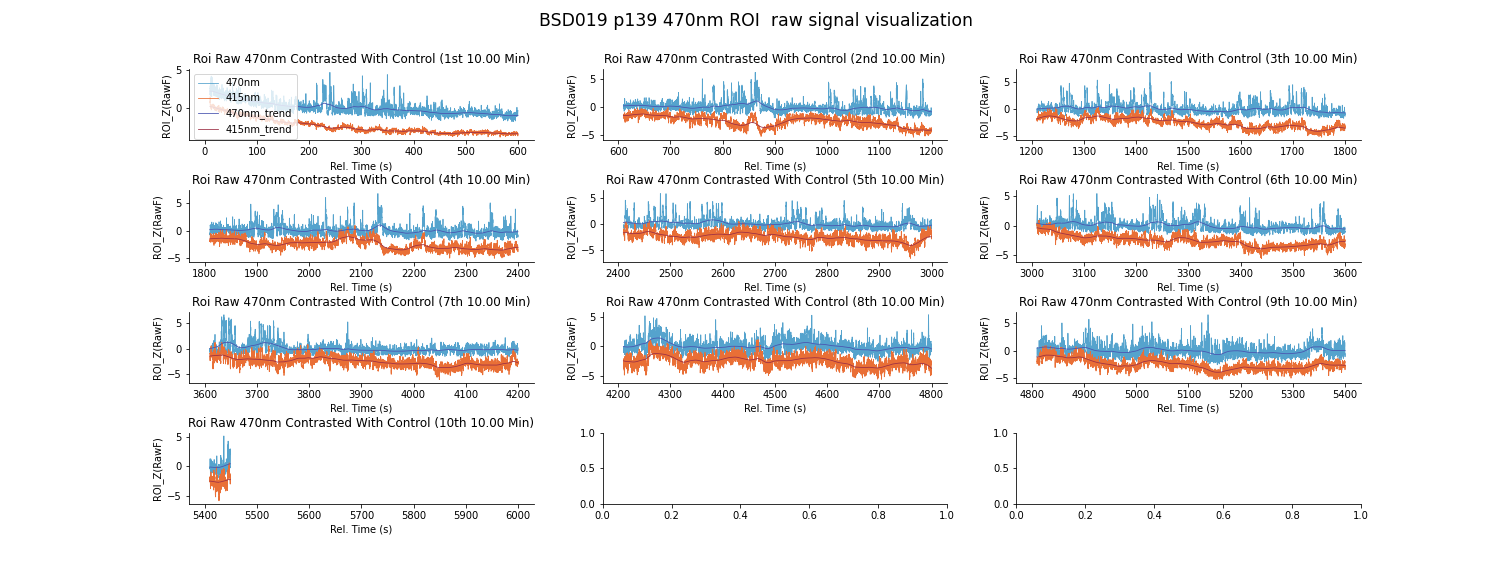 BSD019 p139 470nm ROI  raw signal visualization
Roi Raw 470nm Contrasted With Control (1st 10.00 Min)
ROI_Z(RawF)
5
0
470nm
415nm
470nm_trend
415nm_trend
0 100 200 300 400 500 600
Rel. Time (s)
Roi Raw 470nm Contrasted With Control (2nd 10.00 Min)
ROI_Z(RawF)
5
0
−5
600 700 800 900 1000 1100 1200
Rel. Time (s)
Roi Raw 470nm Contrasted With Control (3th 10.00 Min)
ROI_Z(RawF)
5
0
−5
1200 1300 1400 1500 1600 1700 1800
Rel. Time (s)
Roi Raw 470nm Contrasted With Control (4th 10.00 Min)
ROI_Z(RawF)
5
0
−5
1800 1900 2000 2100 2200 2300 2400
Rel. Time (s)
Roi Raw 470nm Contrasted With Control (5th 10.00 Min)
ROI_Z(RawF)
5
0
−5
2400 2500 2600 2700 2800 2900 3000
Rel. Time (s)
Roi Raw 470nm Contrasted With Control (6th 10.00 Min)
ROI_Z(RawF)
5
0
−5
3000 3100 3200 3300 3400 3500 3600
Rel. Time (s)
Roi Raw 470nm Contrasted With Control (7th 10.00 Min)
ROI_Z(RawF)
5
0
−5
3600 3700 3800 3900 4000 4100 4200
Rel. Time (s)
Roi Raw 470nm Contrasted With Control (8th 10.00 Min)
ROI_Z(RawF)
5
0
−5
4200 4300 4400 4500 4600 4700 4800
Rel. Time (s)
Roi Raw 470nm Contrasted With Control (9th 10.00 Min)
ROI_Z(RawF)
5
0
−5
4800 4900 5000 5100 5200 5300 5400
Rel. Time (s)
Roi Raw 470nm Contrasted With Control (10th 10.00 Min)
ROI_Z(RawF)
5
0
−5
5400 5500 5600 5700 5800 5900 6000
Rel. Time (s)
1.0
0.5
0.0
0.0 0.2 0.4 0.6 0.8 1.0
1.0
0.5
0.0
0.0 0.2 0.4 0.6 0.8 1.0